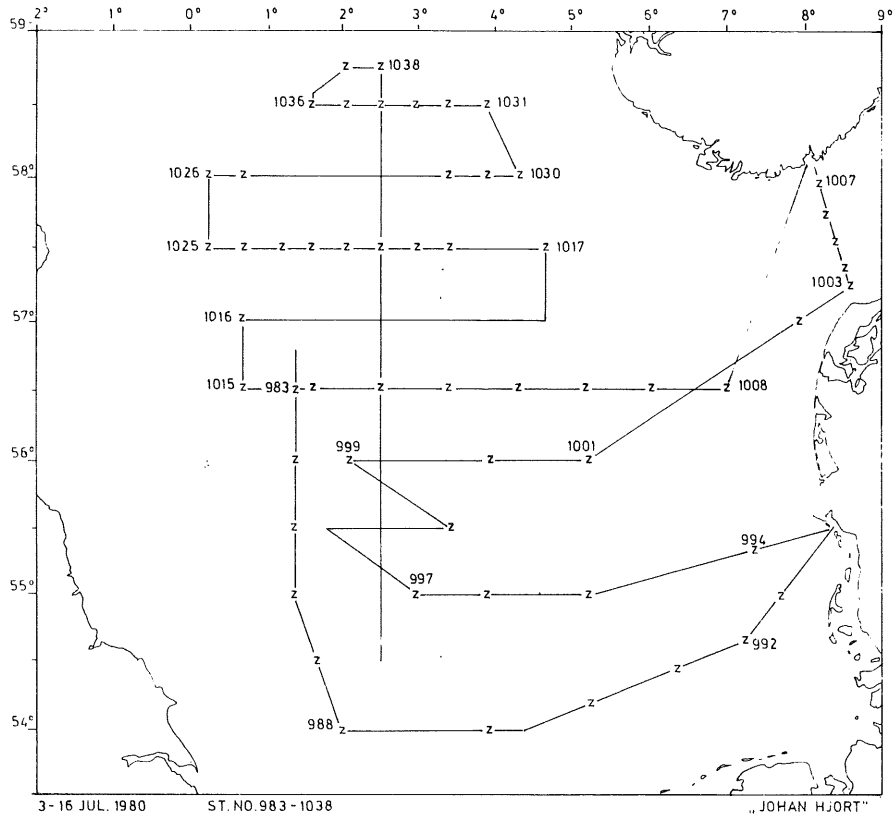 2° 1° 0° 1° 2° 3° 4° 5° 6° 7° 8° 9°
59
z z 1038
1036 z z z z z z 1031
58°
1026 z z z z z 1030
z 1007
z
z
1025 z z z z z z z z z 1017
z
1003 z
57°
1016 z
z
1015 z 983 z z z z z z z z 1008
56°
999 z z 1001 z
z z
994 z
55°
z 997 z z z z
z z 992
z
z
54°
988 z z
3-16 JUL. 1980 ST. NO. 983-1038 „JOHAN HJORT"